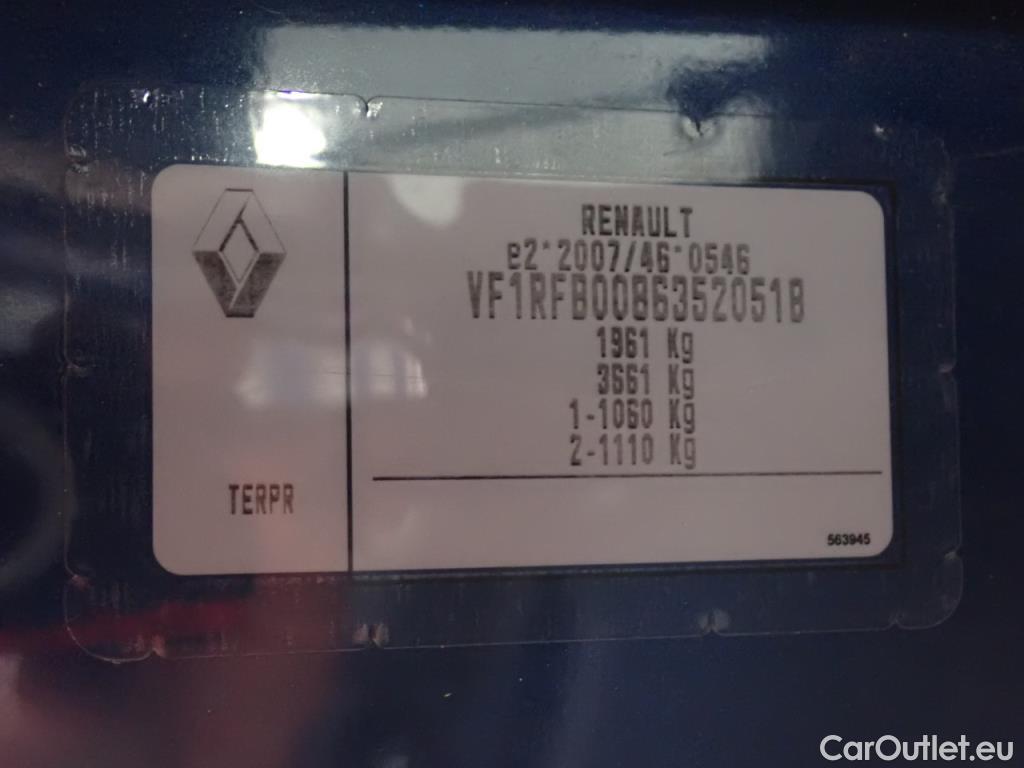 RENAULT
e2*2007/46*0546
VF1RFB00863520518
1961 Kg
3661 Kg
1-1060 Kg
2-1110 Kg
TERPR
563945
CarOutlet.eu